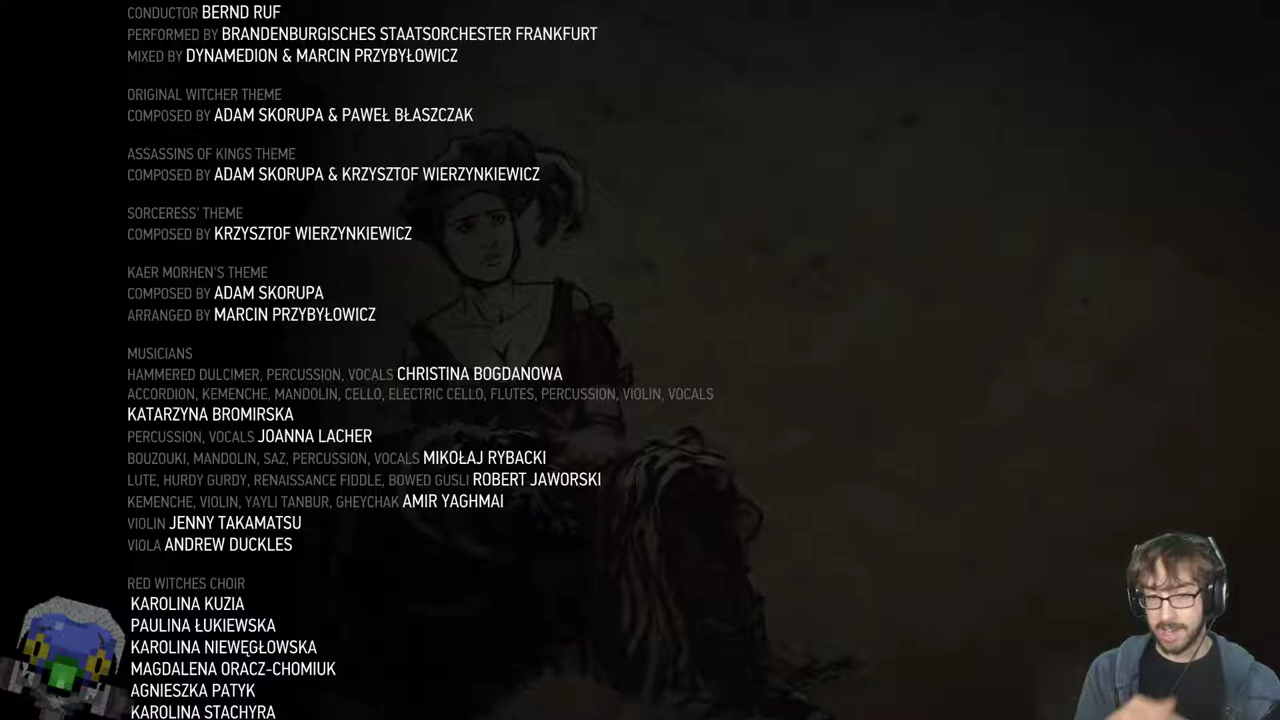 CONDUCTOR BERND RUF
PERFORMED BY BRANDENBURGISCHES STAATSORCHESTER FRANKFURT
MIXED BY DYNAMEDION & MARCIN PRZYBYŁOWICZ
ORIGINAL WITCHER THEME
COMPOSED BY ADAM SKORUPA & PAWEŁ BŁASZCZAK
ASSASSINS OF KINGS THEME
COMPOSED BY ADAM SKORUPA & KRZYSZTOF WIERZYNKIEWICZ
SORCERESS' THEME
COMPOSED BY KRZYSZTOF WIERZYNKIEWICZ
KAER MORHEN'S THEME
COMPOSED BY ADAM SKORUPA
ARRANGED BY MARCIN PRZYBYŁOWICZ
MUSICIANS
HAMMERED DULCIMER, PERCUSSION, VOCALS CHRISTINA BOGDANOWA
ACCORDION, KEMENCHE, MANDOLIN, CELLO, ELECTRIC CELLO, FLUTES, PERCUSSION, VIOLIN, VOCALS
KATARZYNA BROMIRSKA
PERCUSSION, VOCALS JOANNA LACHER
BOUZOUKI, MANDOLIN, SAZ, PERCUSSION, VOCALS MIKOŁAJ RYBACKI
LUTE, HURDY GURDY, RENAISSANCE FIDDLE, BOWED GUSLI ROBERT JAWORSKI
KEMENCHE, VIOLIN, YAYLI TANBUR, GHEYCHAK AMIR YAGHMAI
VIOLIN JENNY TAKAMATSU
VIOLA ANDREW DUCKLES
RED WITCHES CHOIR
KAROLINA KUZIA
PAULINA ŁUKIEWSKA
KAROLINA NIEWĘGŁOWSKA
MAGDALENA ORACZ-CHOMIUK
AGNIESZKA PATYK
KAROLINA STACHYRA